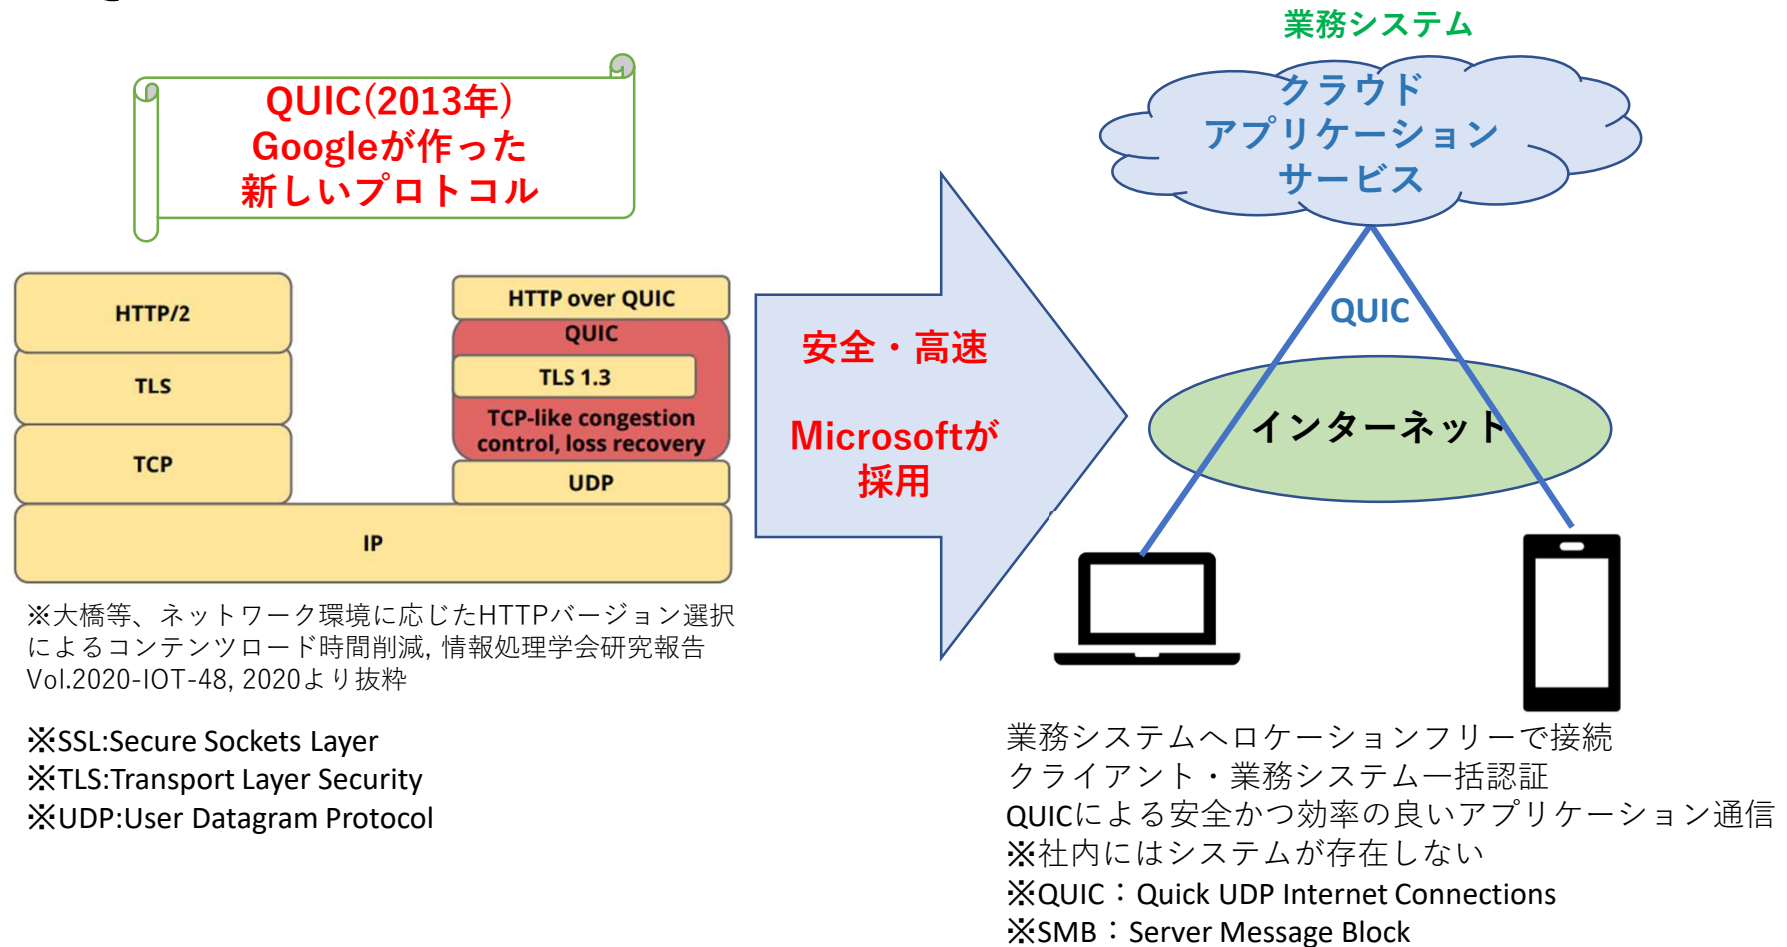 QUIC(2013年)
Googleが作った
新しいプロトコル
HTTP/2
TLS
TCP
HTTP over QUIC
QUIC
TLS 1.3
TCP-like congestion
control, loss recovery
UDP
IP
※大橋等、ネットワーク環境に応じたHTTPバージョン選択
によるコンテンツロード時間削減, 情報処理学会研究報告
Vol.2020-IOT-48, 2020より抜粋
※SSL:Secure Sockets Layer
※TLS:Transport Layer Security
※UDP:User Datagram Protocol
安全・高速
Microsoftが
採用
業務システム
クラウド
アプリケーション
サービス
QUIC
インターネット
業務システムへロケーションフリーで接続
クライアント・業務システム一括認証
QUICによる安全かつ効率の良いアプリケーション通信
※社内にはシステムが存在しない
※QUIC：Quick UDP Internet Connections
※SMB：Server Message Block